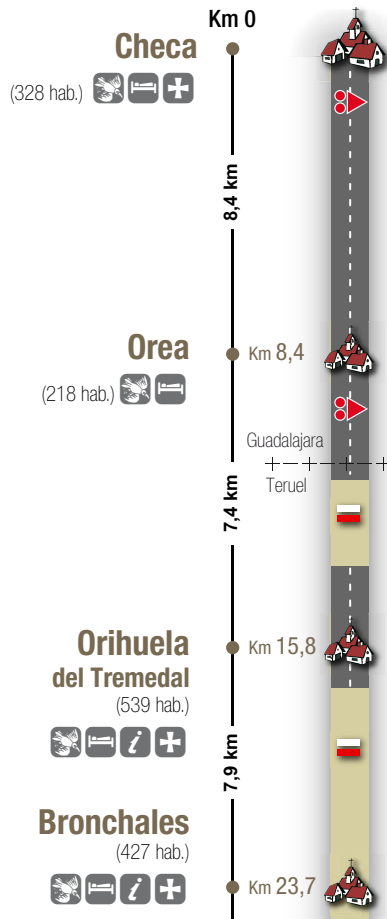 Km 0
Checa
(328 hab.)
8,4 km
Orea
Km 8,4
(218 hab.)
Guadalajara
Teruel
7,4 km
Orihuela
del Tremedal
Km 15,8
(539 hab.)
i
7,9 km
Bronchales
(427 hab.)
i
Km 23,7